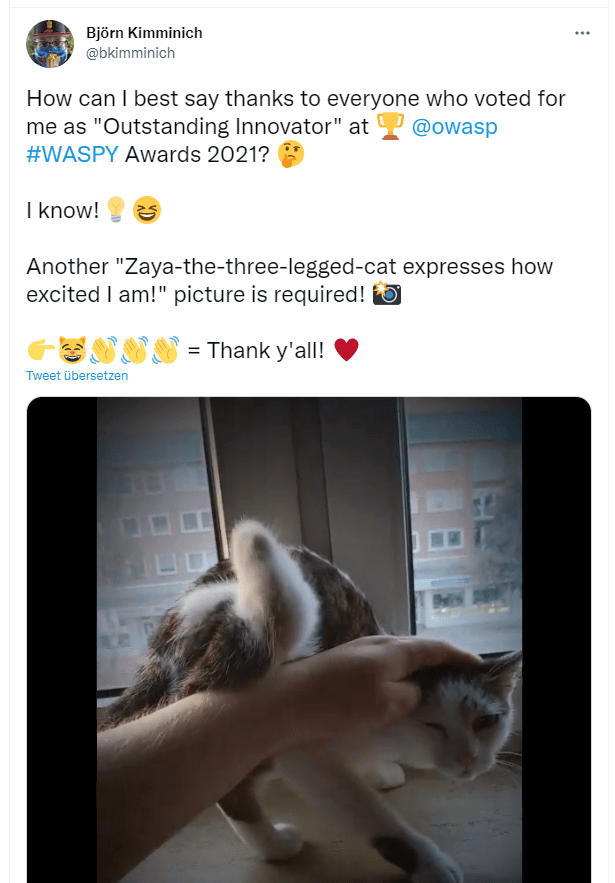 Björn Kimminich
@bkimminich
How can I best say thanks to everyone who voted for
me as "Outstanding Innovator" at 🏆 @owasp
#WASPY Awards 2021? 🤔
I know! 💡😆
Another "Zaya-the-three-legged-cat expresses how
excited I am!" picture is required! 📸
👉😸👏👏👏 = Thank y'all! ♥️
Tweet übersetzen